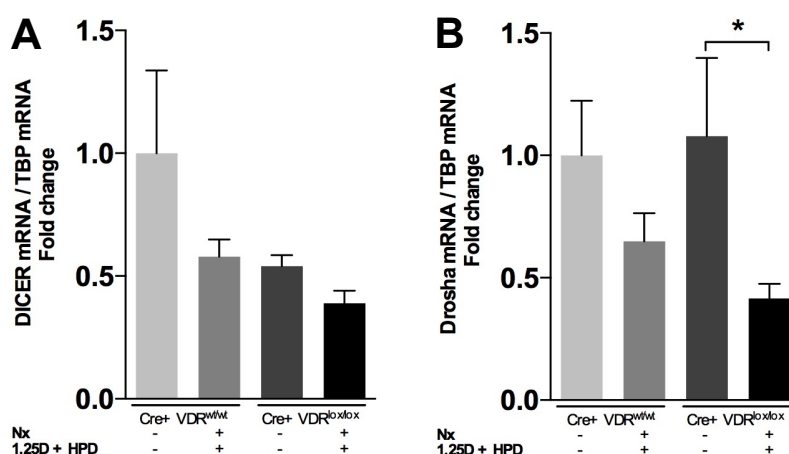 A
DICER mRNA / TBP mRNA
Fold change
1.5
1.0
0.5
0.0
Cre+ VDRwt/wt Cre+ VDRlox/lox
Nx - + - +
1.25D + HPD - + - +
B
Drosha mRNA / TBP mRNA
Fold change
1.5
1.0
0.5
0.0
*
Cre+ VDRwt/wt Cre+ VDRlox/lox
Nx - + - +
1.25D + HPD - + - +